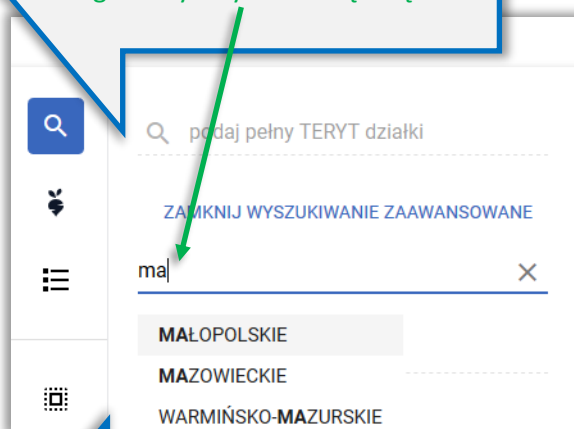 podaj pełny TERYT działki
ZAMKNIJ WYSZUKIWANIE ZAAWANSOWANE
ma
MAŁOPOLSKIE
MAZOWIECKIE
WARMIŃSKO-MAZURSKIE